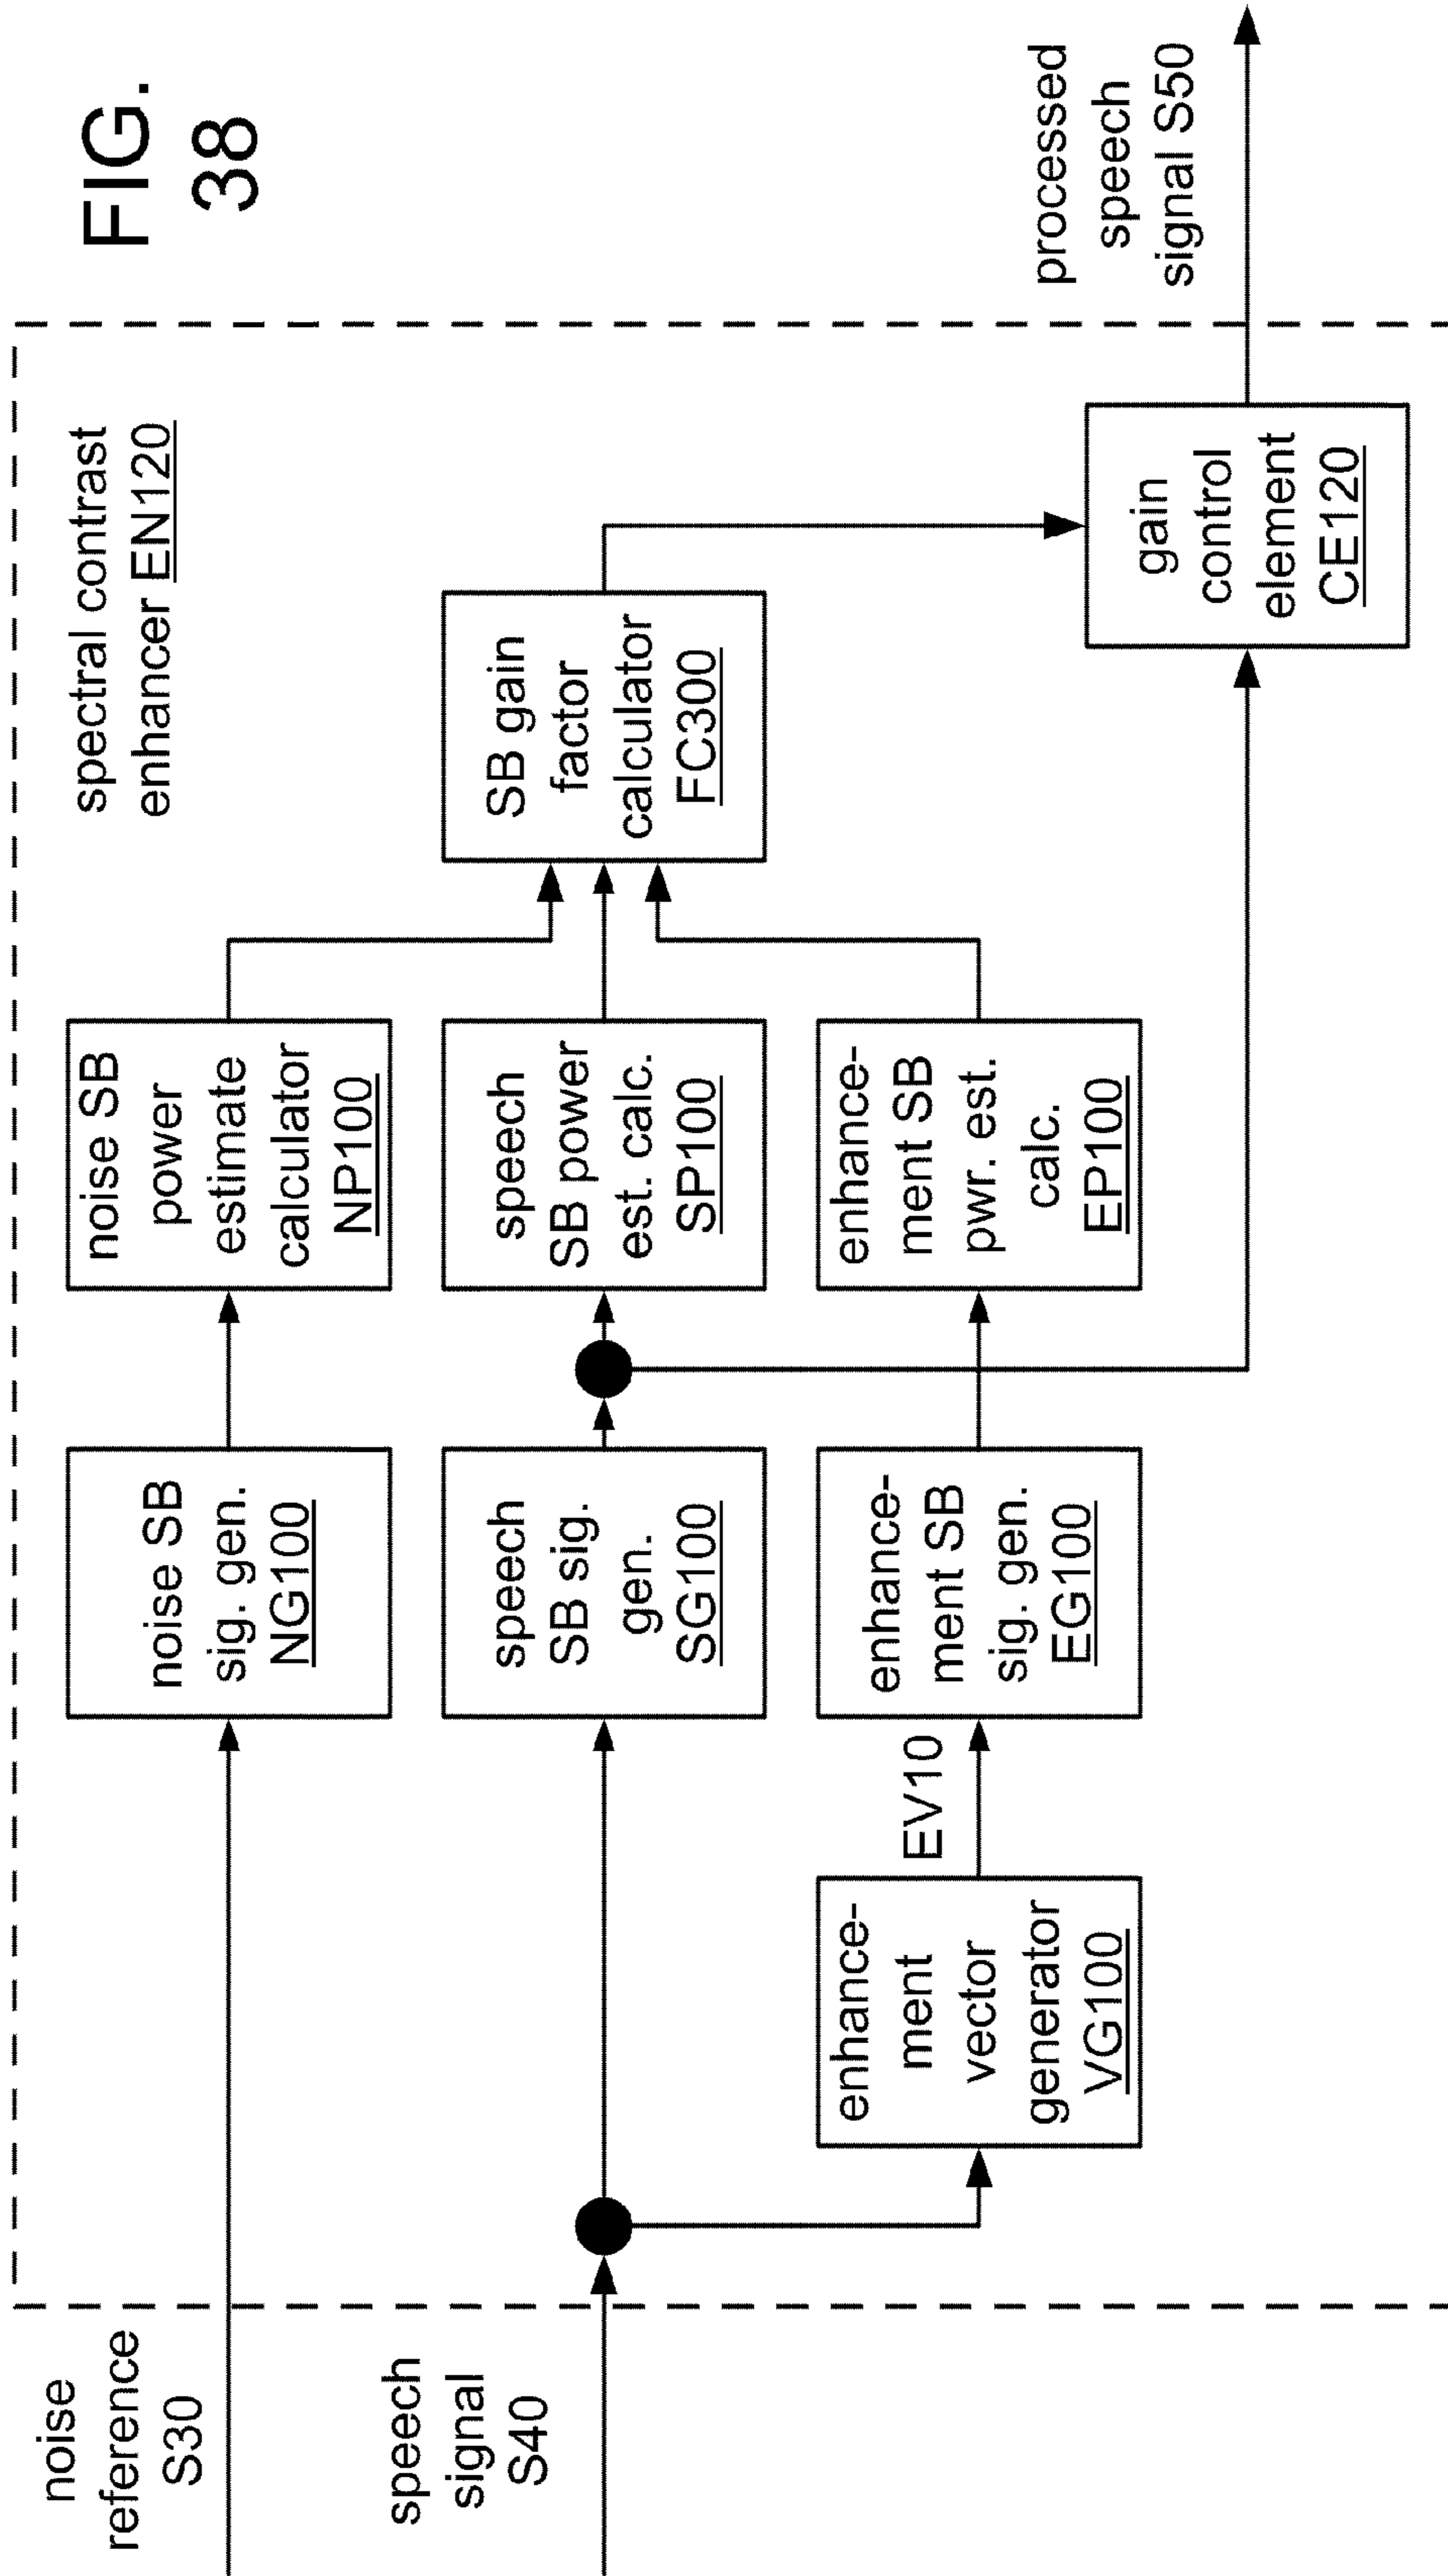 FIG.
38
noise
reference
S30
speech
signal
S40
spectral contrast
enhancer EN120
noise SB
sig. gen.
NG100
noise SB
power
estimate
calculator
NP100
speech
SB sig.
gen.
SG100
speech
SB power
est. calc.
SP100
SB gain
factor
calculator
FC300
enhance-
ment
vector
generator
VG100
EV10
enhance-
ment SB
sig. gen.
EG100
enhance-
ment SB
pwr. est.
calc.
EP100
gain
control
element
CE120
processed
speech
signal S50